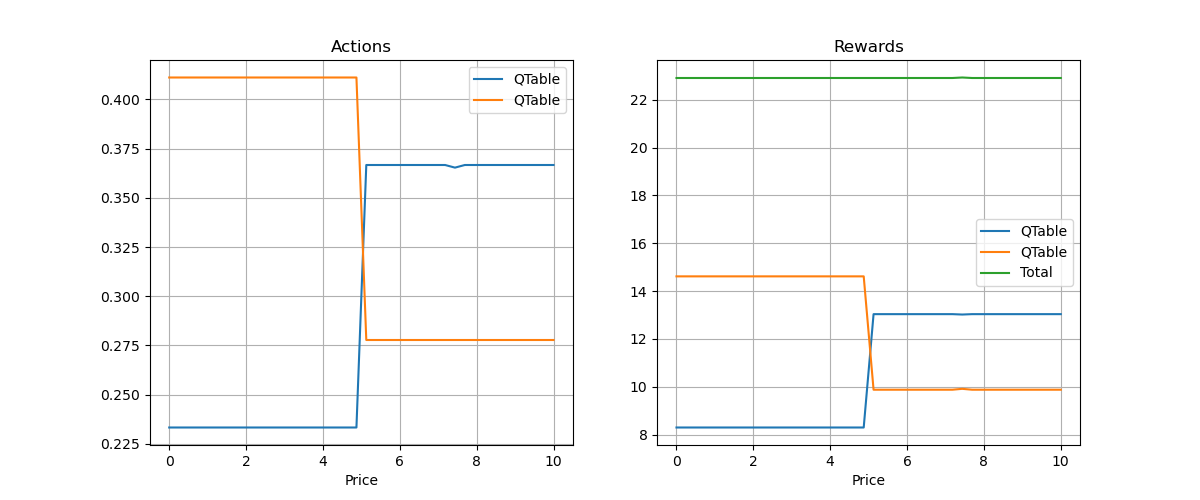 Actions
0.400
0.375
0.350
0.325
0.300
0.275
0.250
0.225
0 2 4 6 8 10
Price
QTable
QTable
Rewards
22
20
18
16
14
12
10
8
0 2 4 6 8 10
Price
QTable
QTable
Total